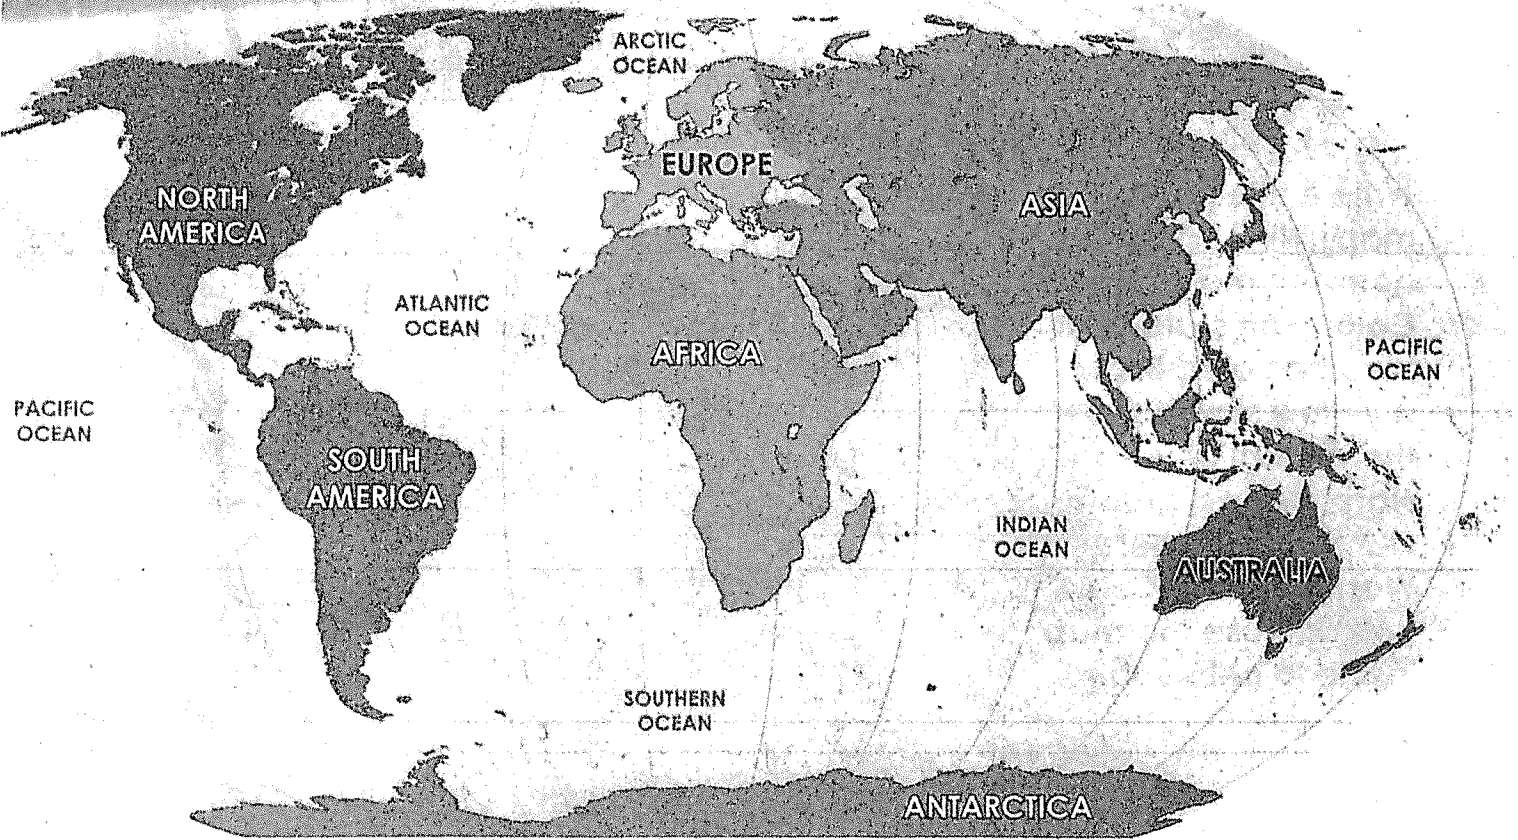 ARCTIC
OCEAN
EUROPE
ASIA
NORTH
AMERICA
ATLANTIC
OCEAN
AFRICA
PACIFIC
OCEAN
PACIFIC
OCEAN
SOUTH
AMERICA
INDIAN
OCEAN
AUSTRALIA
SOUTHERN
OCEAN
ANTARCTICA